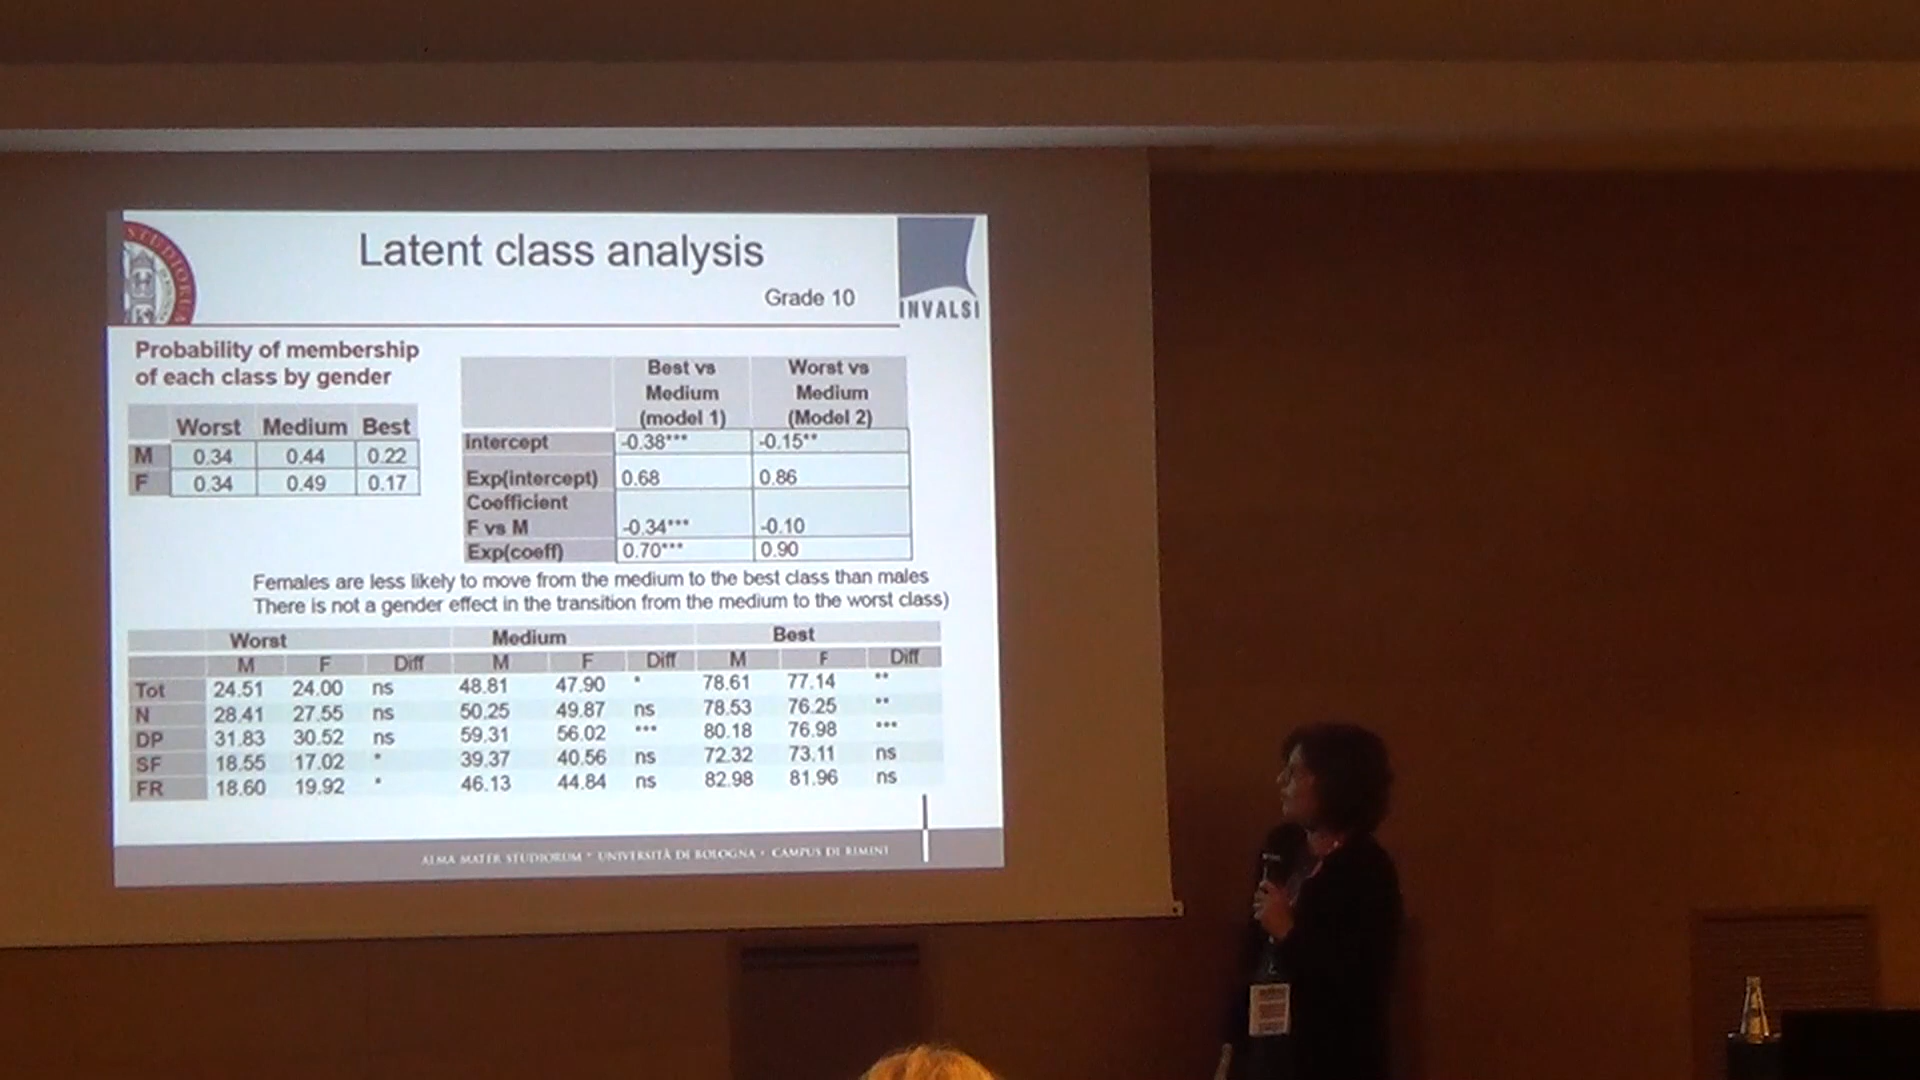 STUDIORUM
Latent class analysis
Grade 10
INVALSI
Probability of membership
of each class by gender
Worst Medium Best
M 0.34 0.44 0.22
F 0.34 0.49 0.17
Best vs Medium (model 1) Worst vs Medium (Model 2)
intercept -0.38*** -0.15**
Exp(intercept) 0.68 0.86
Coefficient
F vs M -0.34*** -0.10
Exp(coeff) 0.70*** 0.90
Females are less likely to move from the medium to the best class than males
There is not a gender effect in the transition from the medium to the worst class)
Worst Medium Best
M F Diff M F Diff M F Diff
Tot 24.51 24.00 ns 48.81 47.90 * 78.61 77.14 **
N 28.41 27.55 ns 50.25 49.87 ns 78.53 76.25 **
DP 31.83 30.52 ns 59.31 56.02 *** 80.18 76.98 ***
SF 18.55 17.02 * 39.37 40.56 ns 72.32 73.11 ns
FR 18.60 19.92 * 46.13 44.84 ns 82.98 81.96 ns
ALMA MATER STUDIORUM * UNIVERSITÀ DI BOLOGNA * CAMPUS DI RIMINI